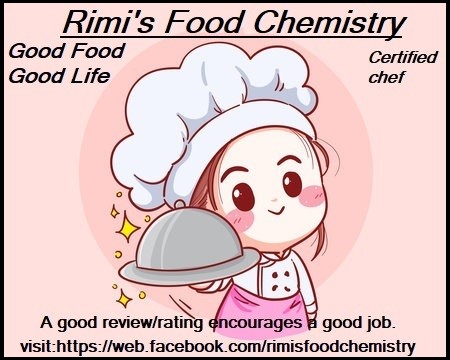 Rimi's Food Chemistry
Good Food
Good Life
Certified
chef
A good review/rating encourages a good job.
visit:https://web.facebook.com/rimisfoodchemistry